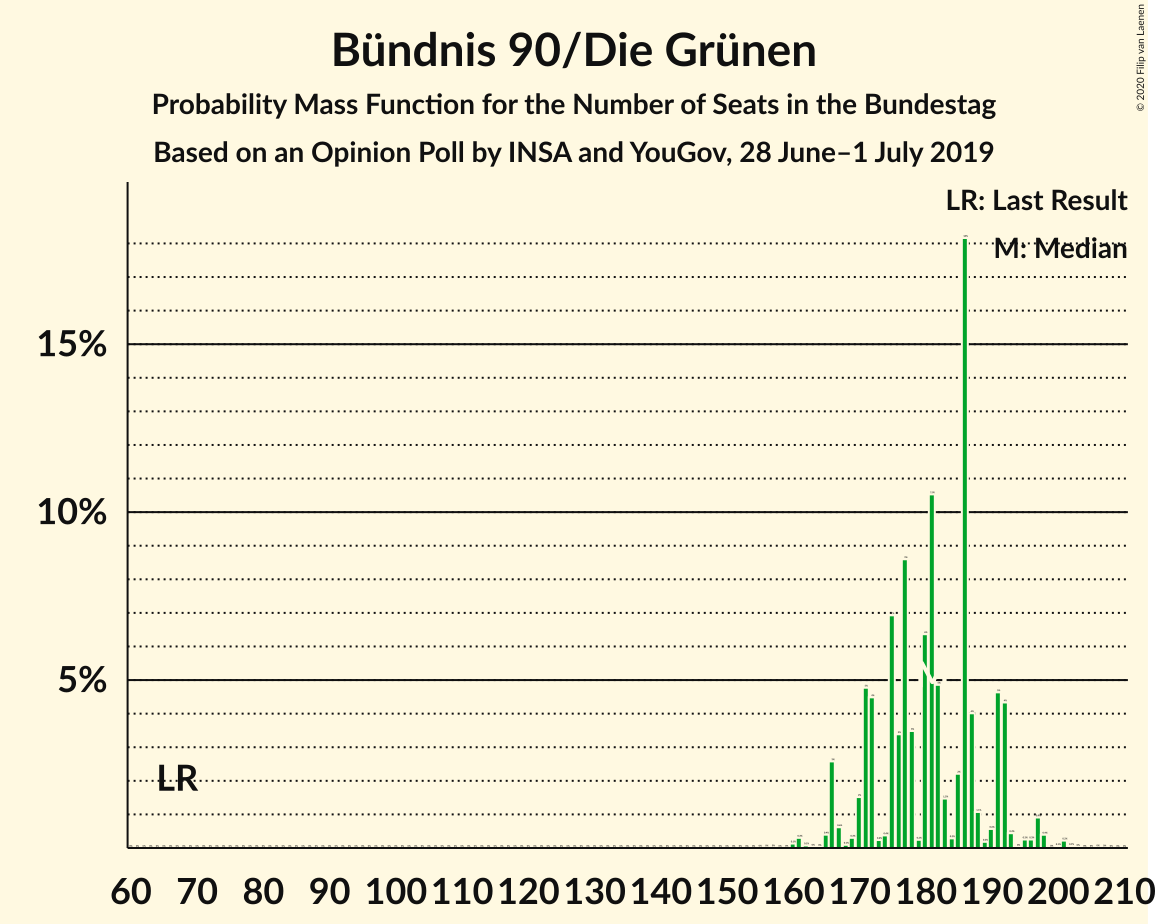 Bündnis 90/Die Grünen
Probability Mass Function for the Number of Seats in the Bundestag
Based on an Opinion Poll by INSA and YouGov, 28 June–1 July 2019
© 2020 Filip van Laenen
LR: Last Result
M: Median
15%
10%
5%
LR
60 70 80 90 100 110 120 130 140 150 160 170 180 190 200 210